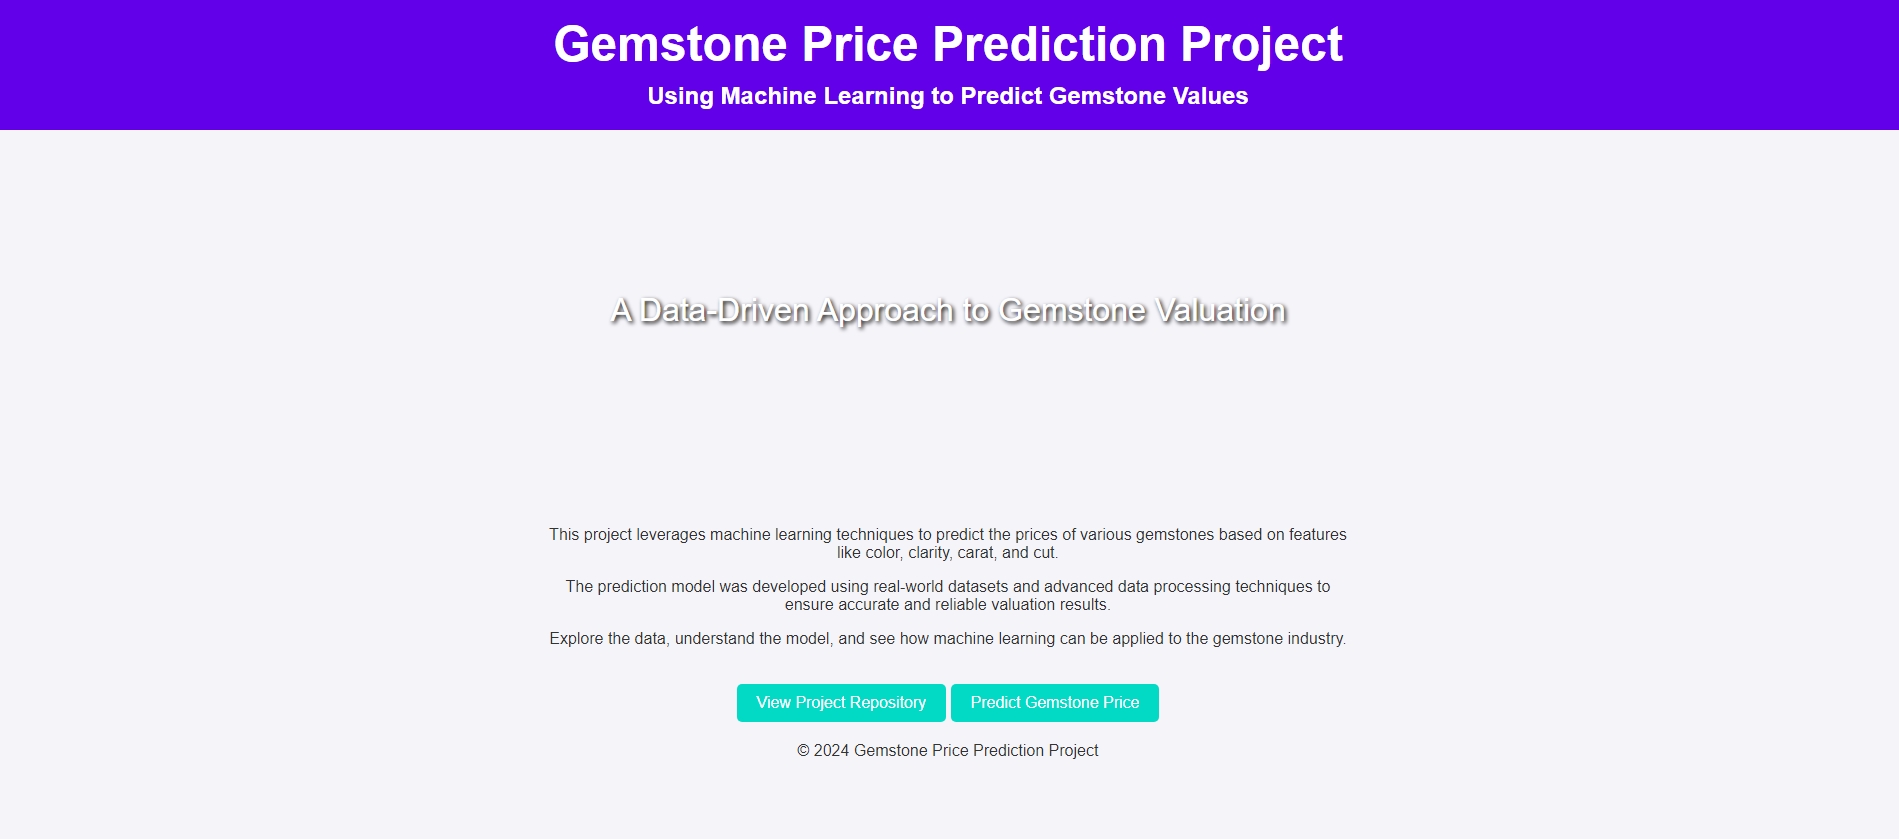 Gemstone Price Prediction Project
Using Machine Learning to Predict Gemstone Values
A Data-Driven Approach to Gemstone Valuation
This project leverages machine learning techniques to predict the prices of various gemstones based on features
like color, clarity, carat, and cut.
The prediction model was developed using real-world datasets and advanced data processing techniques to
ensure accurate and reliable valuation results.
Explore the data, understand the model, and see how machine learning can be applied to the gemstone industry.
View Project Repository Predict Gemstone Price
© 2024 Gemstone Price Prediction Project